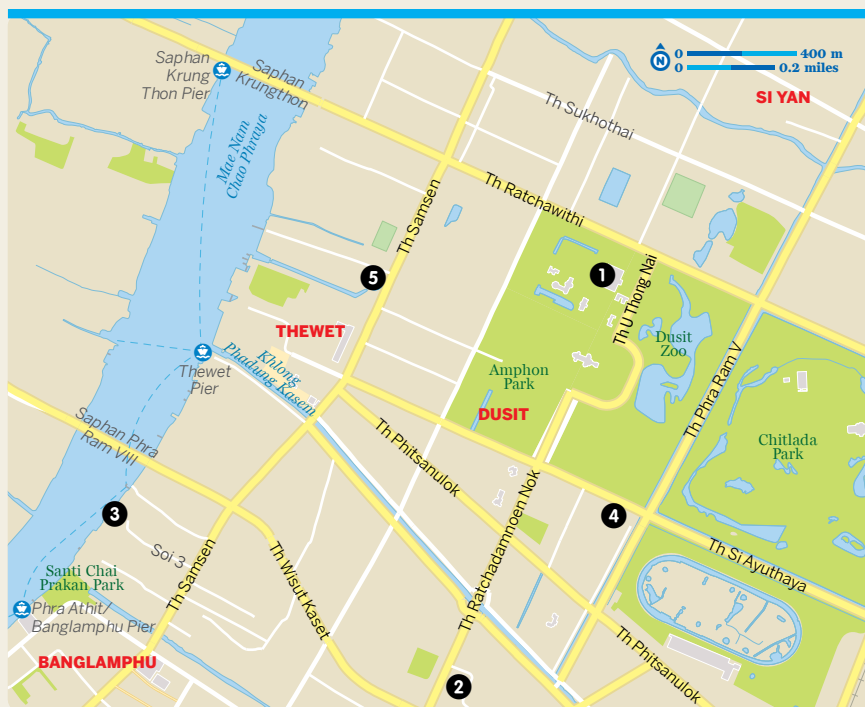 Saphan
Krung
Thon Pier
Saphan
Krungthon
0 400 m
N
0 0.2 miles
SI YAN
Th Sukhothai
Mae Nam
Chao Phraya
Th Samsen
Th Ratchawithi
5
1
Th U Thong Nai
THEWET
Dusit
Zoo
Khlong
Phadung Kasem
Thewet
Pier
Amphon
Park
DUSIT
Th Phra Ram V
Saphan Phra
Ram VIII
Th Phitsanulok
Chitlada
Park
Th Ratchadamnoen Nok
3
4
Soi 3
Th Si Ayuthaya
Santi Chai
Prakan Park
Th Samsen
Th Wisut Kaset
Phra Athit/
Banglamphu Pier
Th Phitsanulok
BANGLAMPHU
2